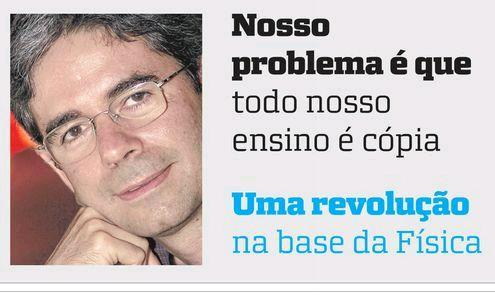 Nosso
problema é que
todo nosso
ensino é cópia
Uma revolução
na base da Física